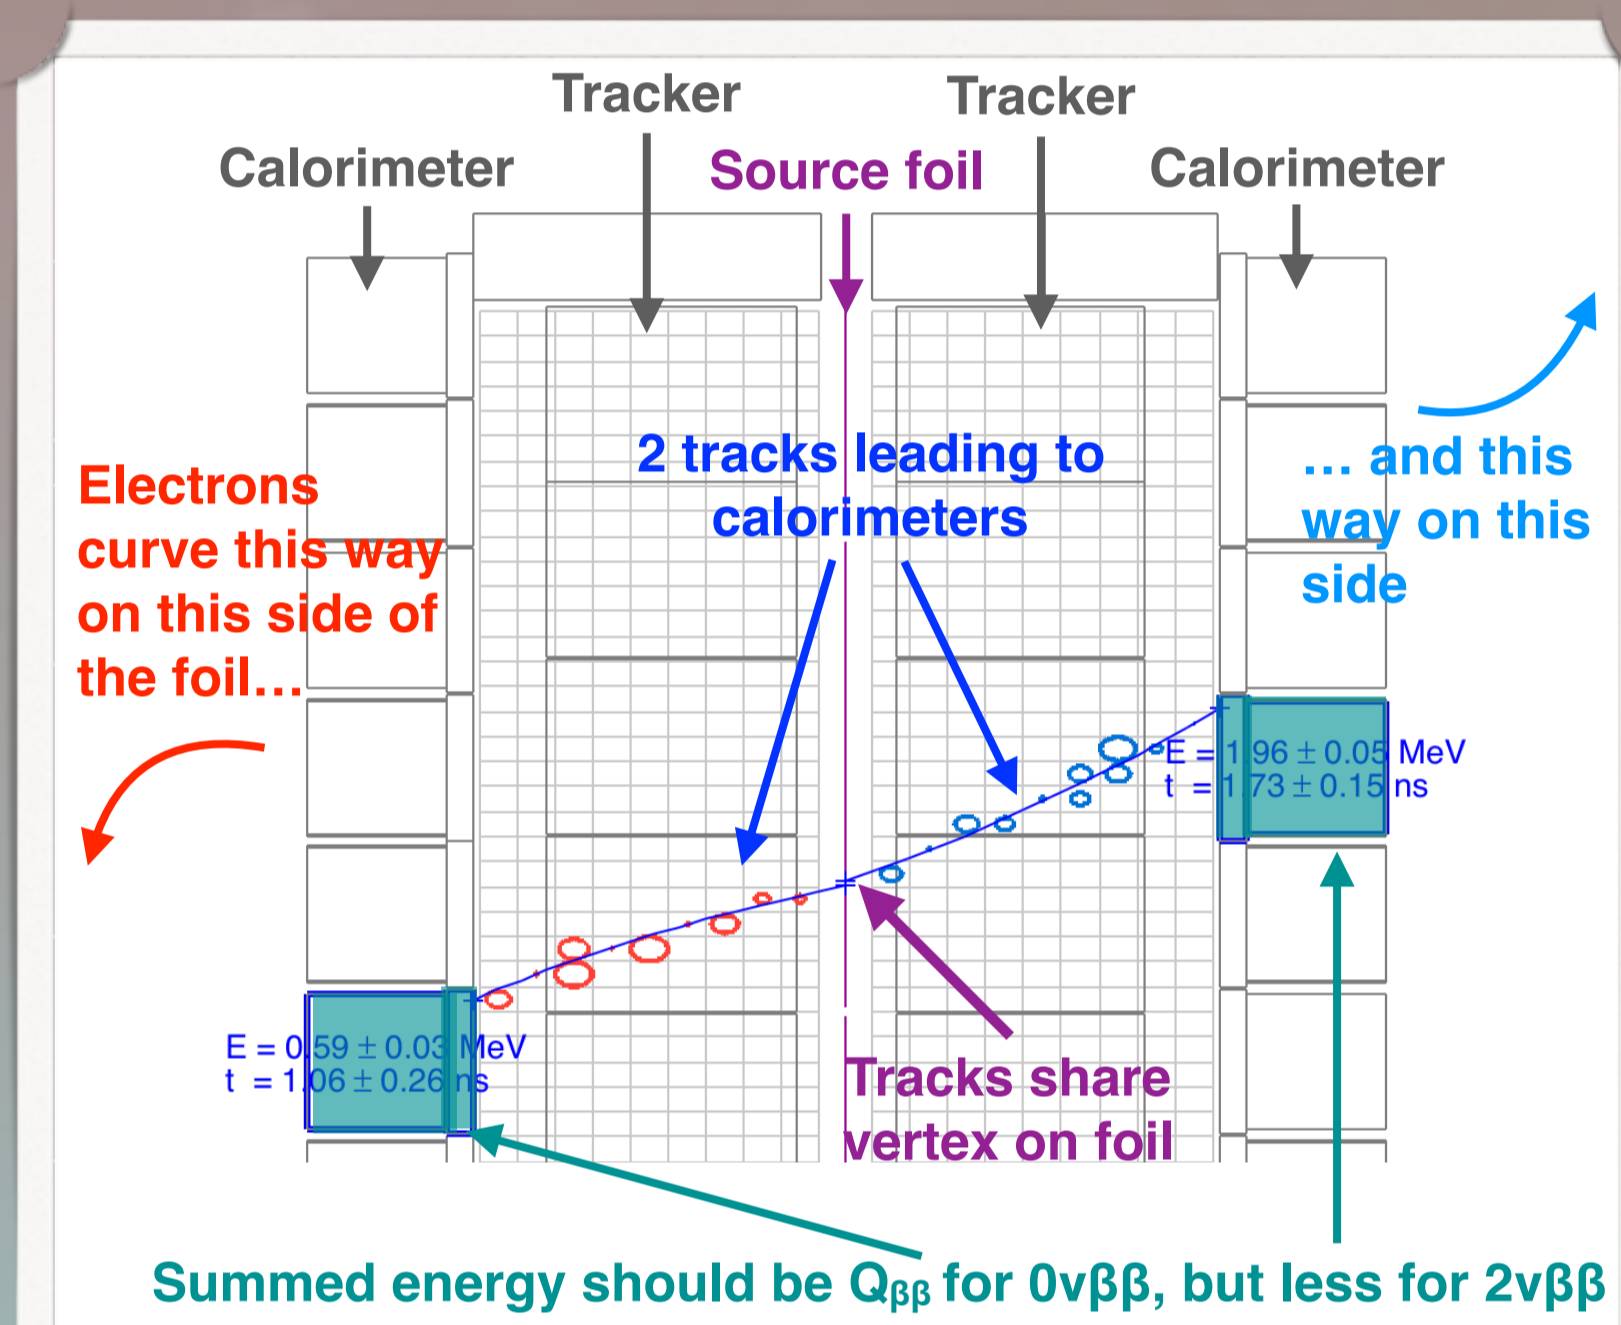 Tracker
Tracker
Calorimeter
Source foil
Calorimeter
2 tracks leading to
calorimeters
Electrons
curve this way
on this side of
the foil...
… and this
way on this
side
E = 1.96 ± 0.05 MeV
t = 1.73 ± 0.15 ns
E = 0.59 ± 0.03 MeV
t = 1.06 ± 0.26 ns
Tracks share
vertex on foil
Summed energy should be Qββ for 0νββ, but less for 2νββ